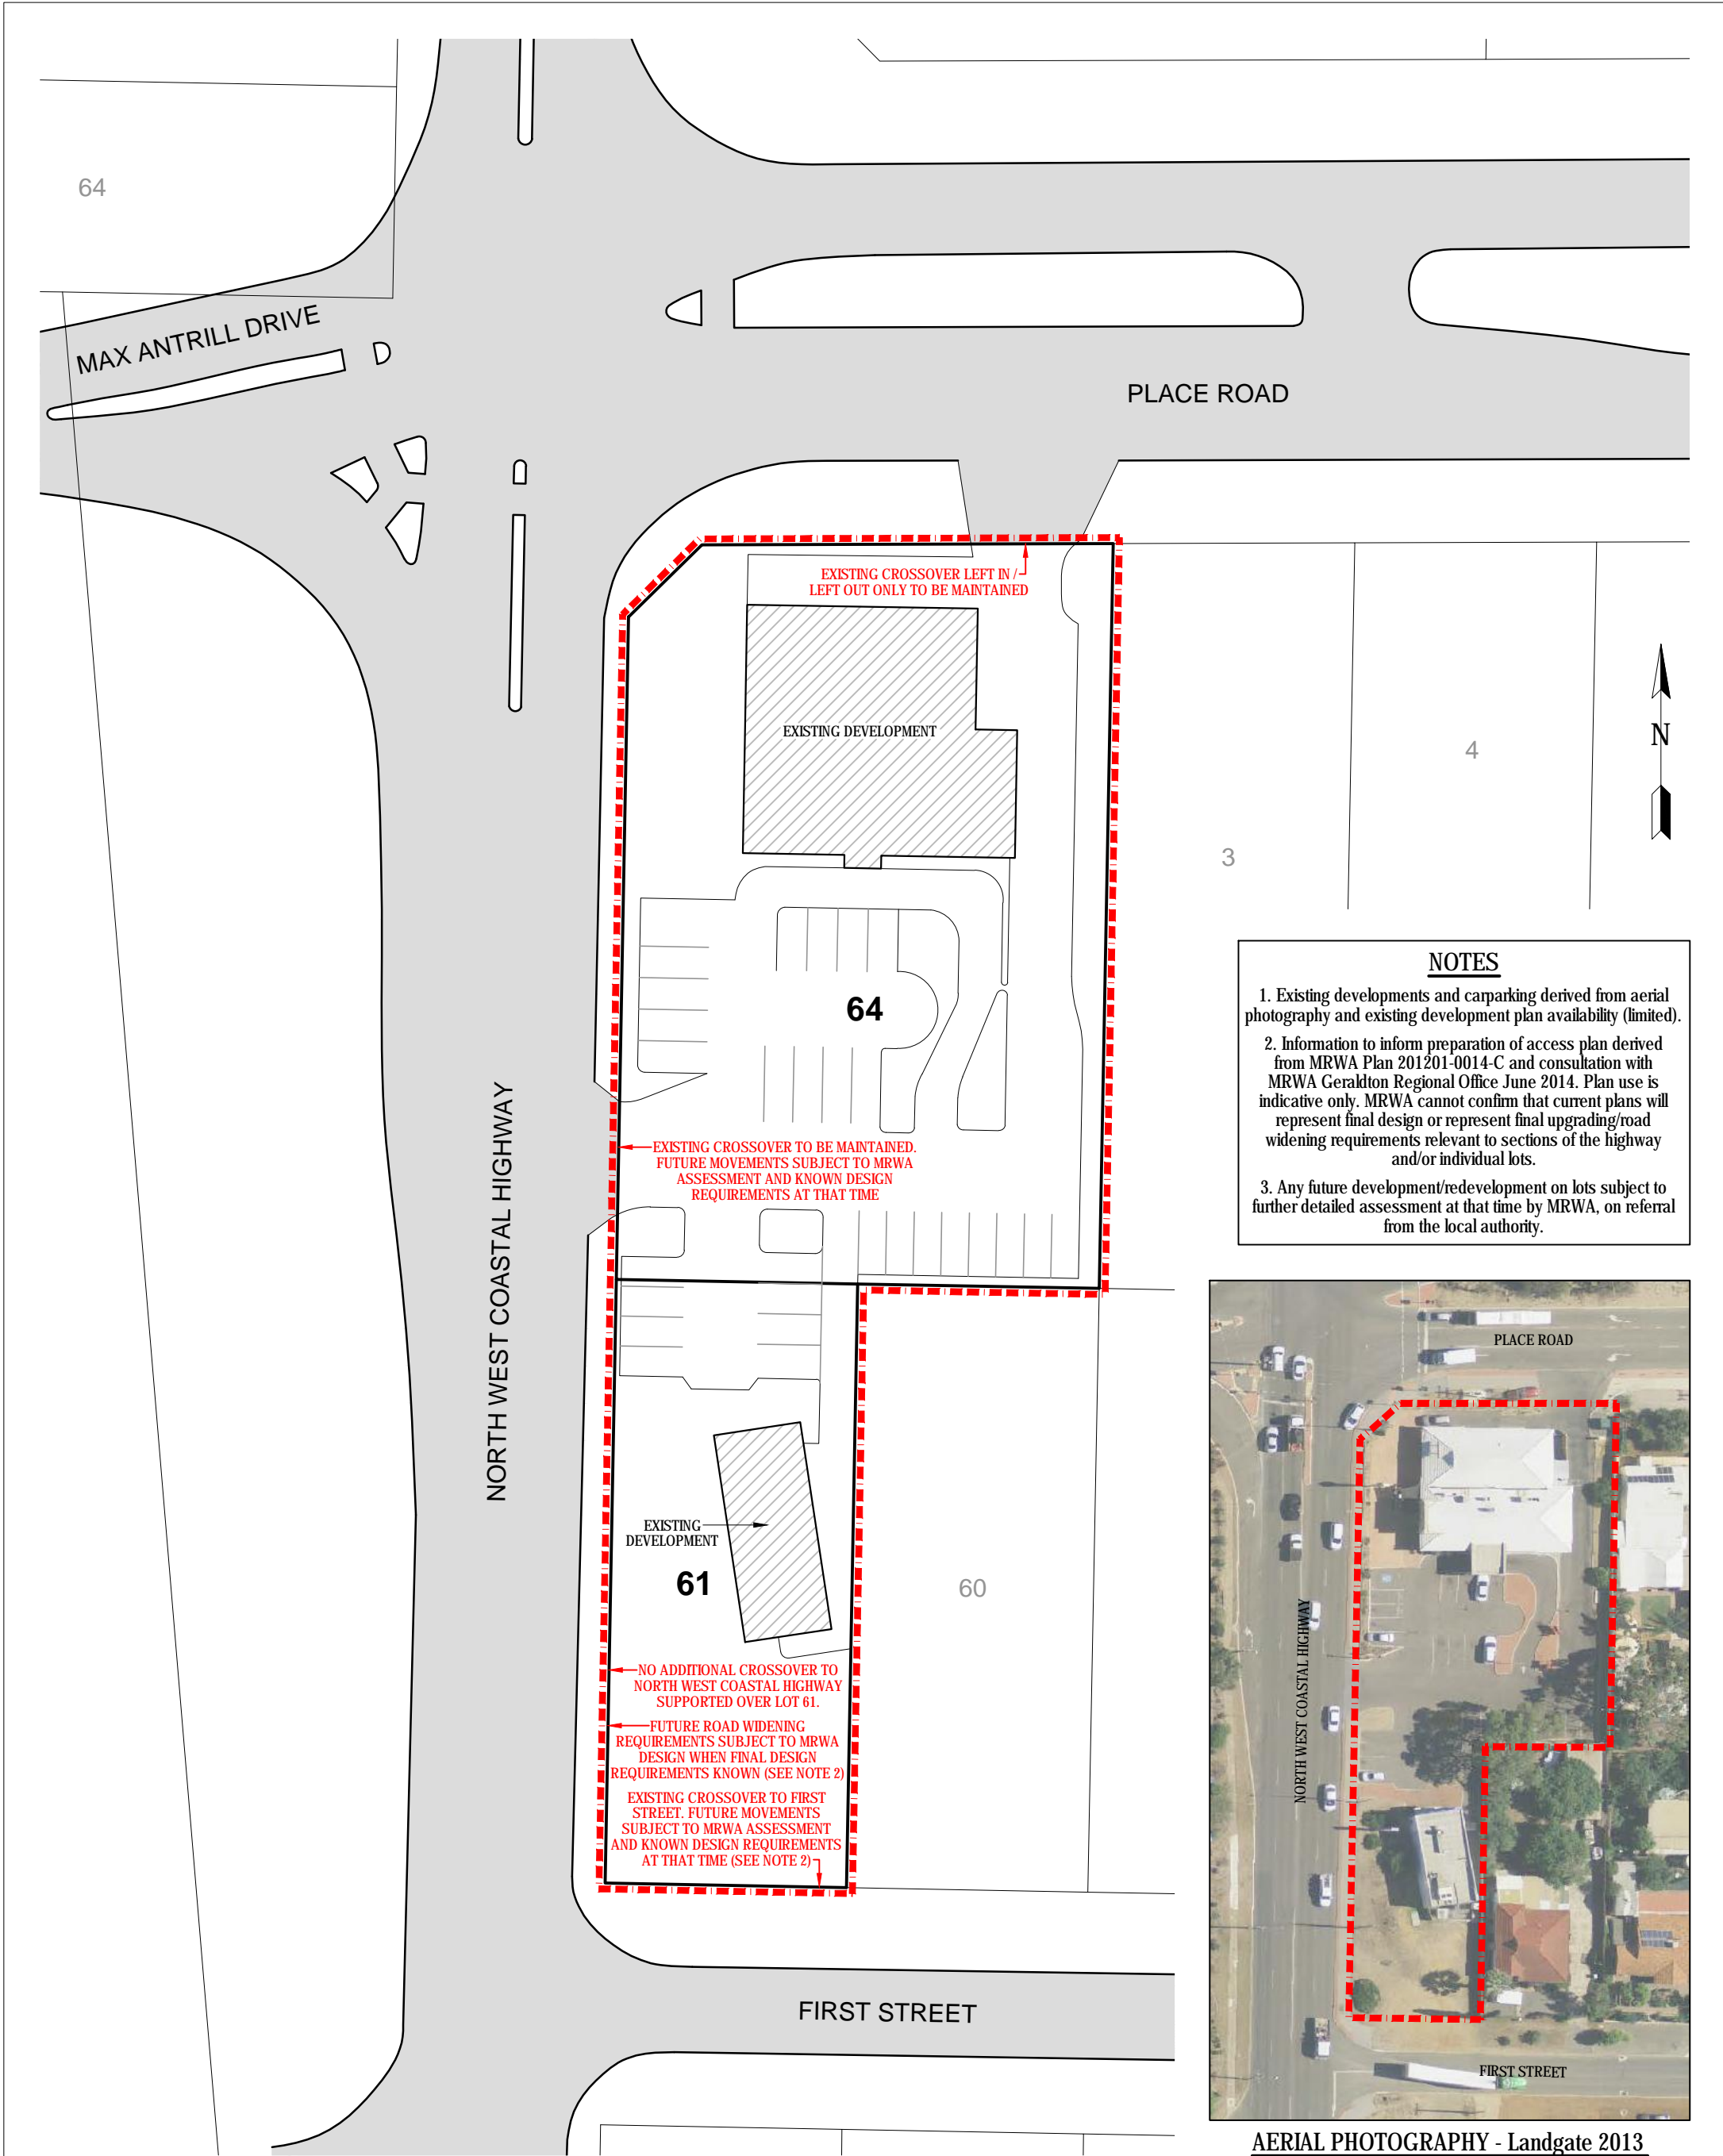 64
MAX ANTRILL DRIVE
PLACE ROAD
EXISTING CROSSOVER LEFT IN /
LEFT OUT ONLY TO BE MAINTAINED
EXISTING DEVELOPMENT
N
4
3
64
NORTH WEST COASTAL HIGHWAY
EXISTING CROSSOVER TO BE MAINTAINED.
FUTURE MOVEMENTS SUBJECT TO MRWA
ASSESSMENT AND KNOWN DESIGN
REQUIREMENTS AT THAT TIME
EXISTING
DEVELOPMENT
61
60
NO ADDITIONAL CROSSOVER TO
NORTH WEST COASTAL HIGHWAY
SUPPORTED OVER LOT 61.
FUTURE ROAD WIDENING
REQUIREMENTS SUBJECT TO MRWA
DESIGN WHEN FINAL DESIGN
REQUIREMENTS KNOWN (SEE NOTE 2)
EXISTING CROSSOVER TO FIRST
STREET. FUTURE MOVEMENTS
SUBJECT TO MRWA ASSESSMENT
AND KNOWN DESIGN REQUIREMENTS
AT THAT TIME (SEE NOTE 2)
FIRST STREET
NOTES
1. Existing developments and carparking derived from aerial
photography and existing development plan availability (limited).
2. Information to inform preparation of access plan derived
from MRWA Plan 201201-0014-C and consultation with
MRWA Geraldton Regional Office June 2014. Plan use is
indicative only. MRWA cannot confirm that current plans will
represent final design or represent final upgrading/road
widening requirements relevant to sections of the highway
and/or individual lots.
3. Any future development/redevelopment on lots subject to
further detailed assessment at that time by MRWA, on referral
from the local authority.
PLACE ROAD
NORTH WEST COASTAL HIGHWAY
FIRST STREET
AERIAL PHOTOGRAPHY - Landgate 2013